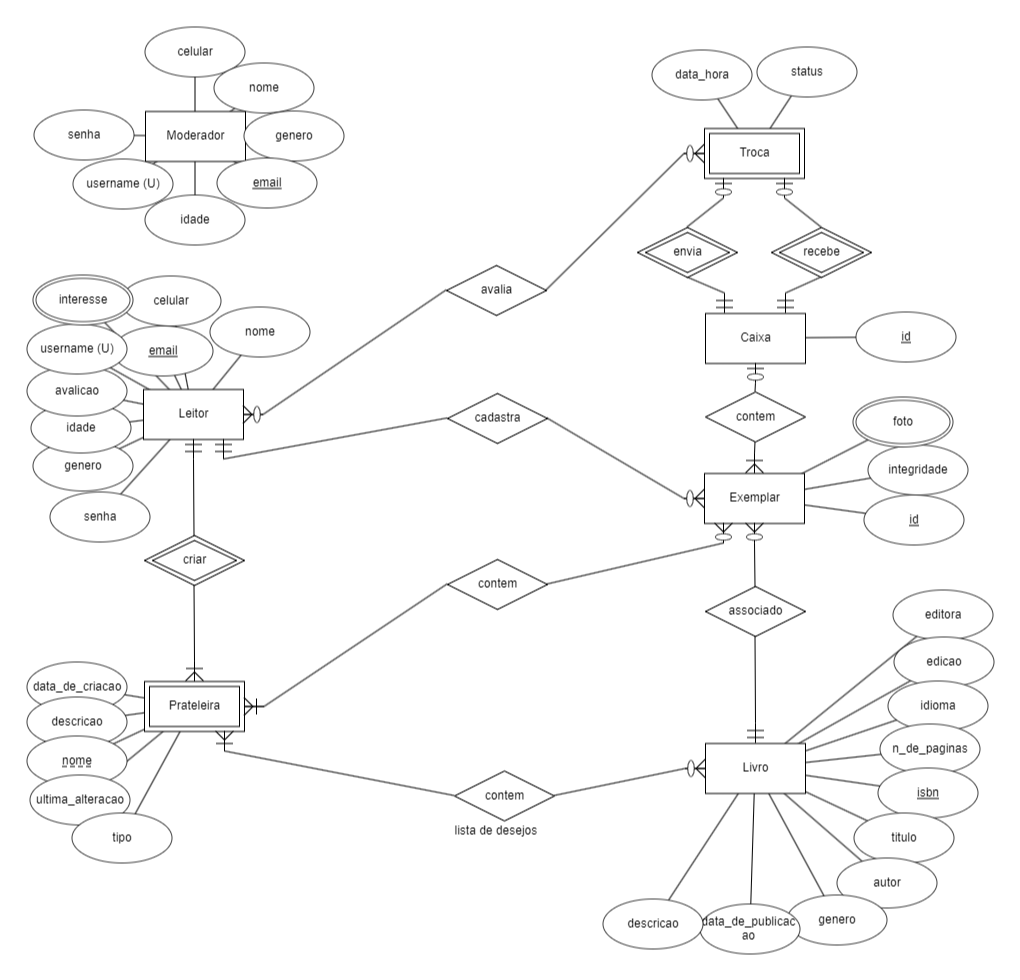 celular
nome
senha
Moderador
genero
username (U)
email
idade
data_hora
status
Troca
envia
recebe
interesse
celular
avalia
username (U)
email
nome
Caixa
id
avalicao
Leitor
cadastra
contem
foto
idade
genero
integridade
senha
Exemplar
id
criar
contem
associado
editora
data_de_criacao
edicao
descricao
Prateleira
idioma
nome
n_de_paginas
ultima_alteracao
contem
Livro
isbn
tipo
lista de desejos
titulo
autor
descricao
data_de_publicac
ao
genero